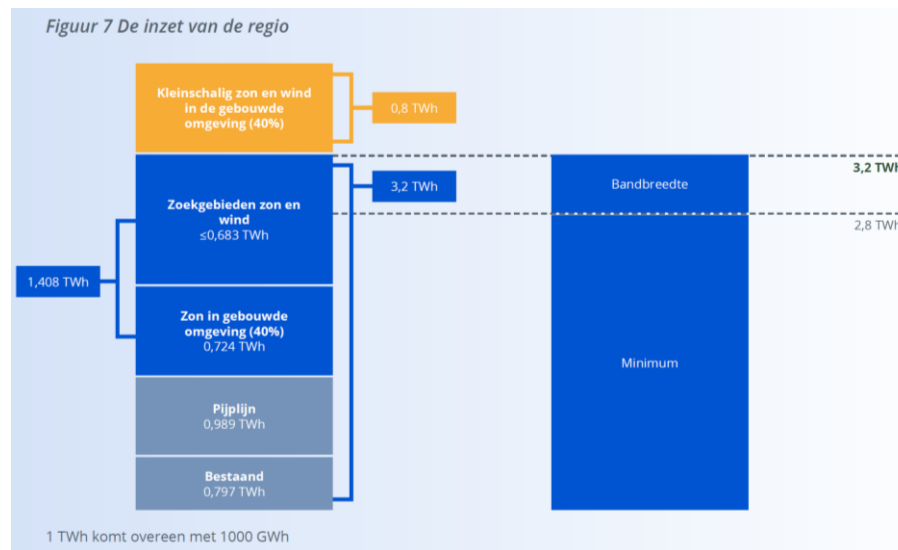 Figuur 7 De inzet van de regio
Kleinschalig zon en wind
in de gebouwde
omgeving (40%)
0,8 TWh
3,2 TWh
Bandbreedte
3,2 TWh
Zoekgebieden zon en
wind
≤0,683 TWh
2,8 TWh
1,408 TWh
Zon in gebouwde
omgeving (40%)
0,724 TWh
Minimum
Pijplijn
0,989 TWh
Bestaand
0,797 TWh
1 TWh komt overeen met 1000 GWh